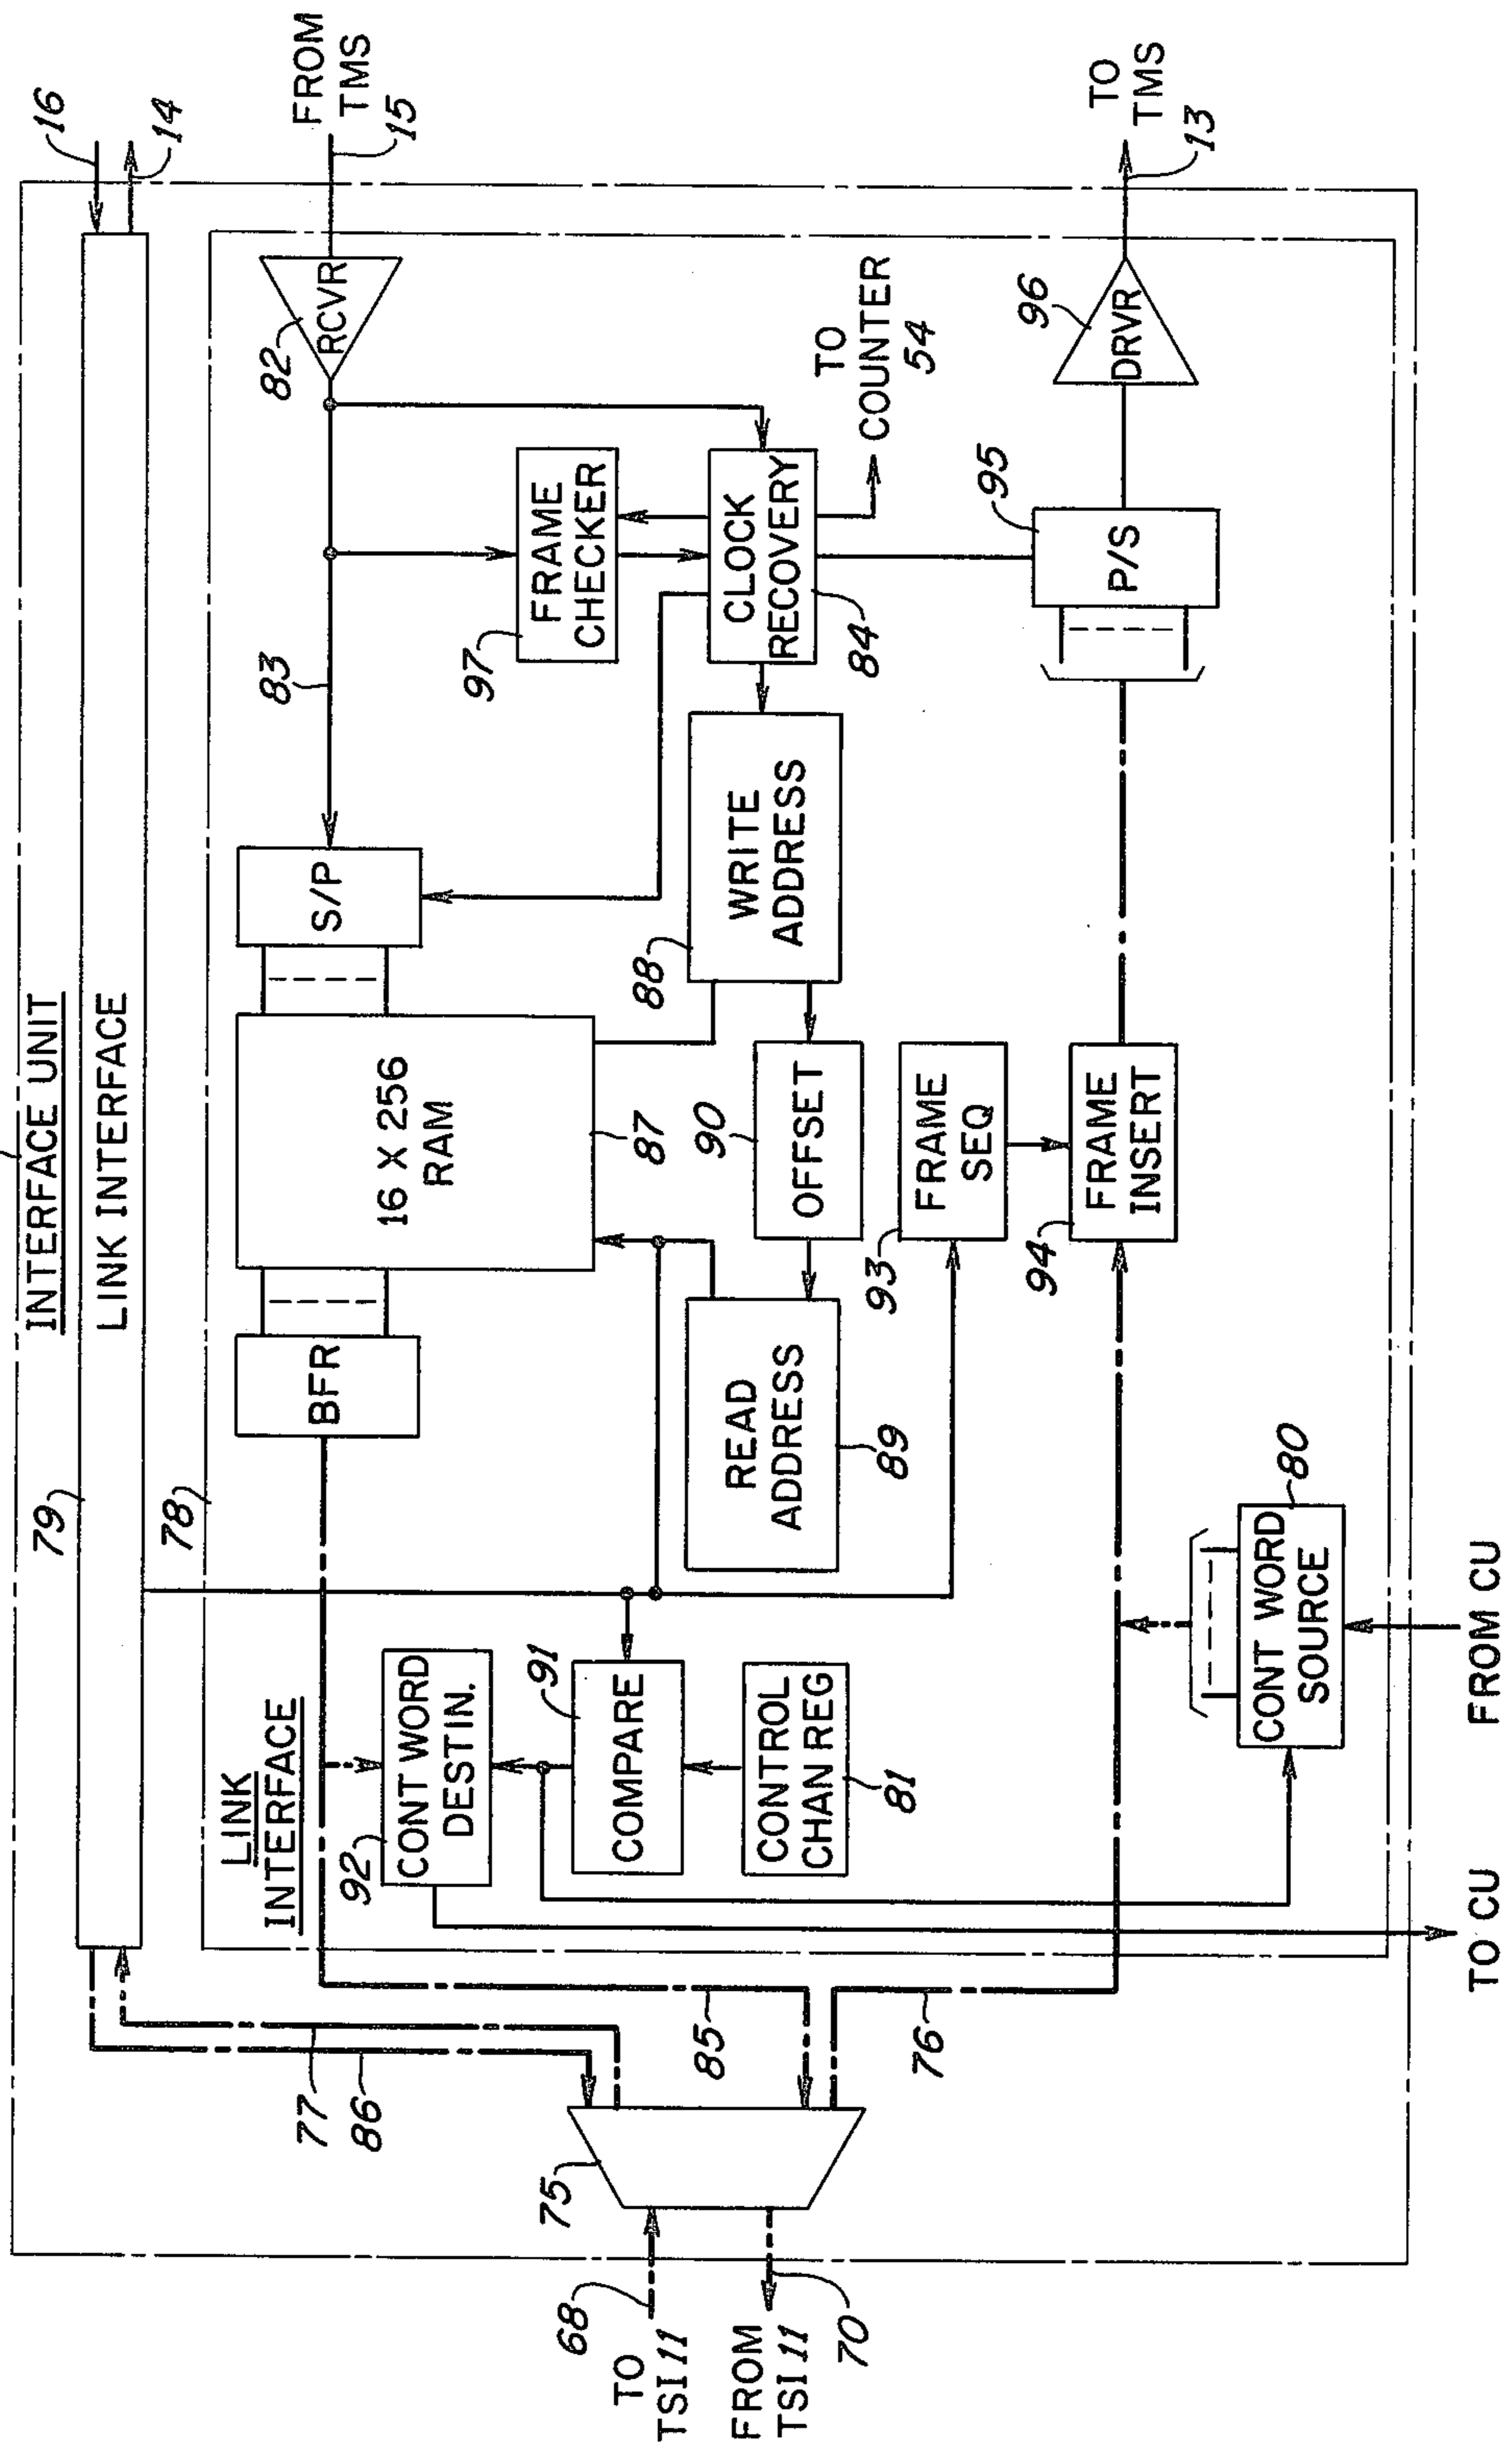 INTERFACE UNIT
LINK INTERFACE
79
16
14
FROM
TMS
15
78
LINK
INTERFACE
BFR
16 X 256
RAM
87
S/P
83
82
RCVR
97
FRAME
CHECKER
CLOCK
RECOVERY
84
TO
COUNTER
54
88
WRITE
ADDRESS
90
OFFSET
READ
ADDRESS
89
92
CONT WORD
DESTIN.
91
COMPARE
CONTROL
CHAN REG
81
93
FRAME
SEQ
94
FRAME
INSERT
95
P/S
96
DRVR
TO
TMS
13
77
86
85
76
75
68
TO
TSI 11
FROM
TSI 11
70
80
CONT WORD
SOURCE
TO CU
FROM CU